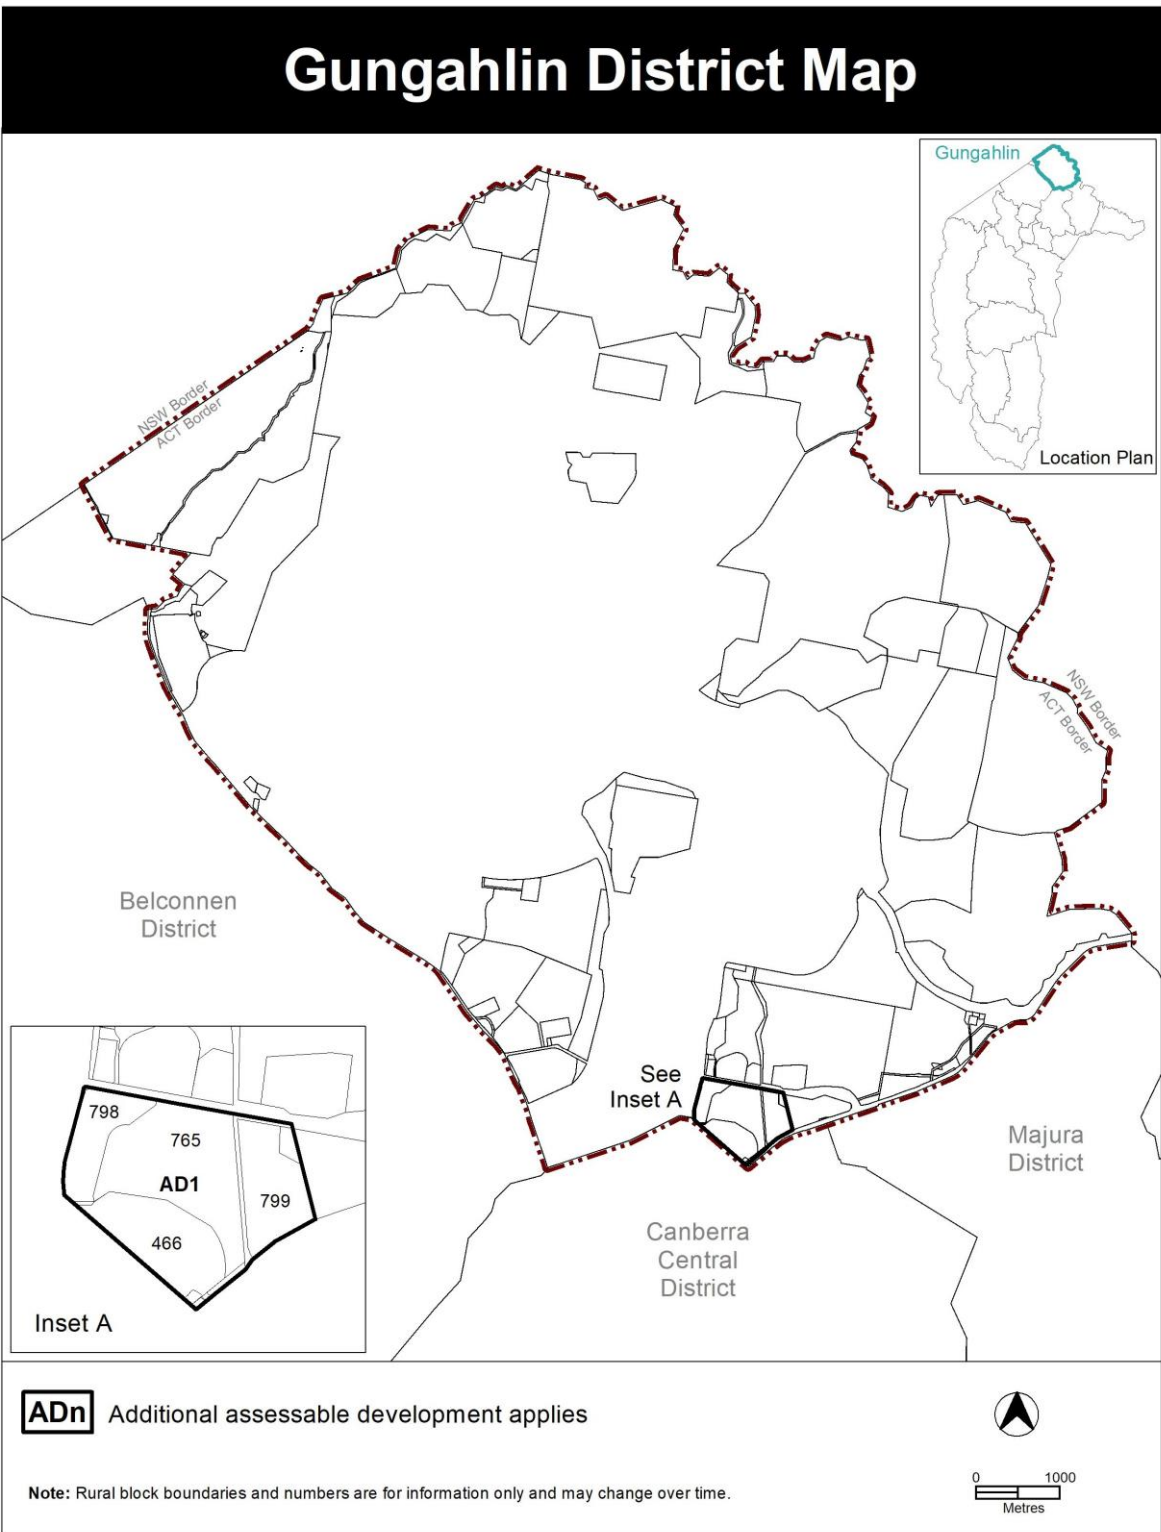 Gungahlin District Map
Gungahlin
Location Plan
NSW Border
ACT Border
NSW Border
ACT Border
Belconnen
District
See
Inset A
Majura
District
Canberra
Central
District
798
765
AD1
799
466
Inset A
ADn Additional assessable development applies
Note: Rural block boundaries and numbers are for information only and may change over time.
0 1000
Metres